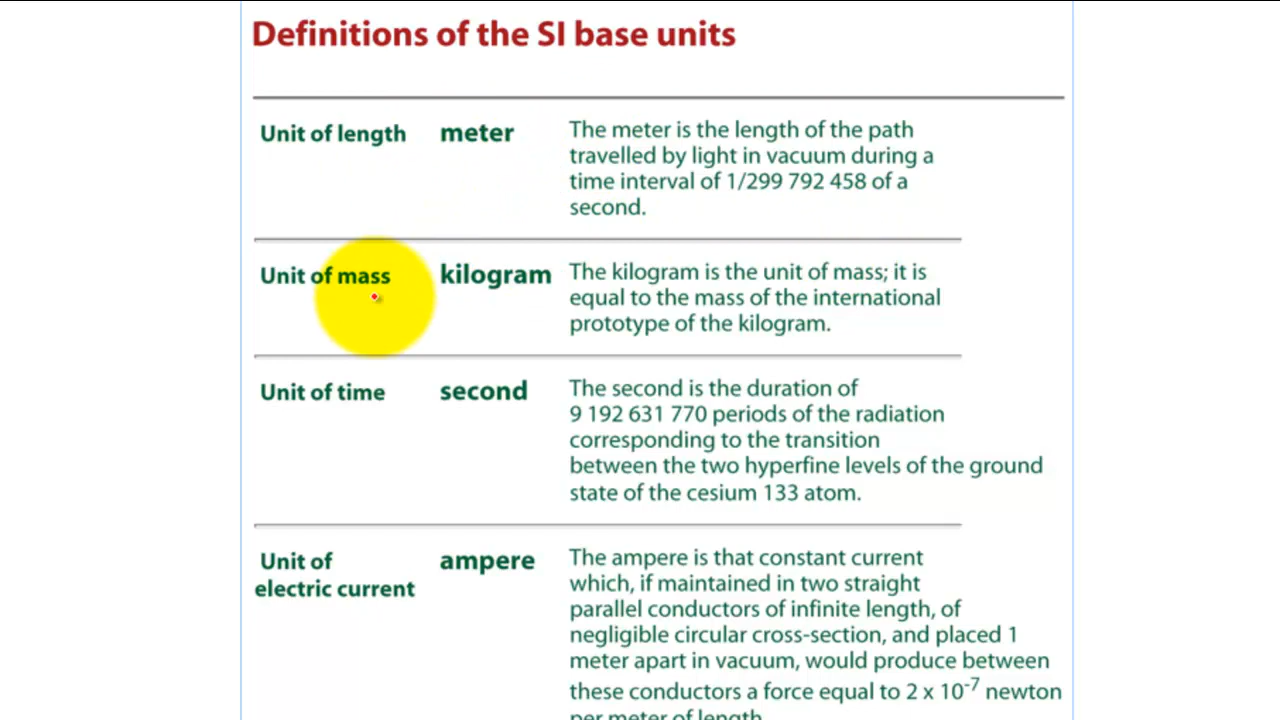 Definitions of the SI base units
Unit of length
meter
The meter is the length of the path
travelled by light in vacuum during a
time interval of 1/299 792 458 of a
second.
Unit of mass
kilogram
The kilogram is the unit of mass; it is
equal to the mass of the international
prototype of the kilogram.
Unit of time
second
The second is the duration of
9 192 631 770 periods of the radiation
corresponding to the transition
between the two hyperfine levels of the ground
state of the cesium 133 atom.
Unit of
electric current
ampere
The ampere is that constant current
which, if maintained in two straight
parallel conductors of infinite length, of
negligible circular cross-section, and placed 1
meter apart in vacuum, would produce between
these conductors a force equal to 2 x 10⁻⁷ newton
per meter of length